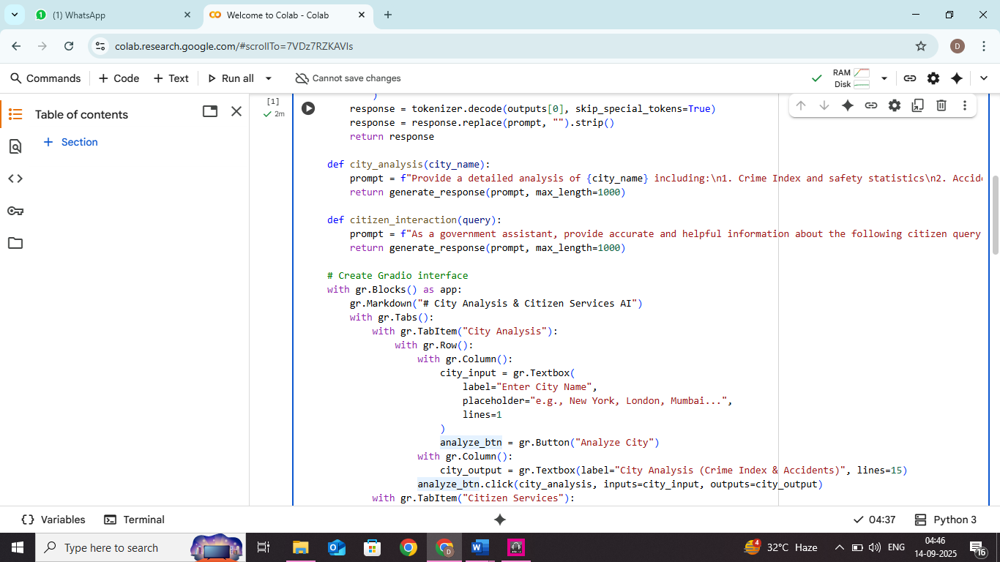 (1) WhatsApp
Welcome to Colab - Colab
colab.research.google.com/#scrollTo=7VDz7RZKAVIs
D
Commands
+ Code
+ Text
Run all
Cannot save changes
RAM
Disk
Table of contents
+ Section
[1]
2m
)
response = tokenizer.decode(outputs[0], skip_special_tokens=True)
response = response.replace(prompt, "").strip()
return response
def city_analysis(city_name):
prompt = f"Provide a detailed analysis of {city_name} including:\n1. Crime Index and safety statistics\n2. Accid
return generate_response(prompt, max_length=1000)
def citizen_interaction(query):
prompt = f"As a government assistant, provide accurate and helpful information about the following citizen query
return generate_response(prompt, max_length=1000)
# Create Gradio interface
with gr.Blocks() as app:
gr.Markdown("# City Analysis & Citizen Services AI")
with gr.Tabs():
with gr.TabItem("City Analysis"):
with gr.Row():
with gr.Column():
city_input = gr.Textbox(
label="Enter City Name",
placeholder="e.g., New York, London, Mumbai...",
lines=1
)
analyze_btn = gr.Button("Analyze City")
with gr.Column():
city_output = gr.Textbox(label="City Analysis (Crime Index & Accidents)", lines=15)
analyze_btn.click(city_analysis, inputs=city_input, outputs=city_output)
with gr.TabItem("Citizen Services"):
{} Variables
Terminal
04:37
Python 3
Type here to search
32°C Haze
ENG
04:46
14-09-2025
16